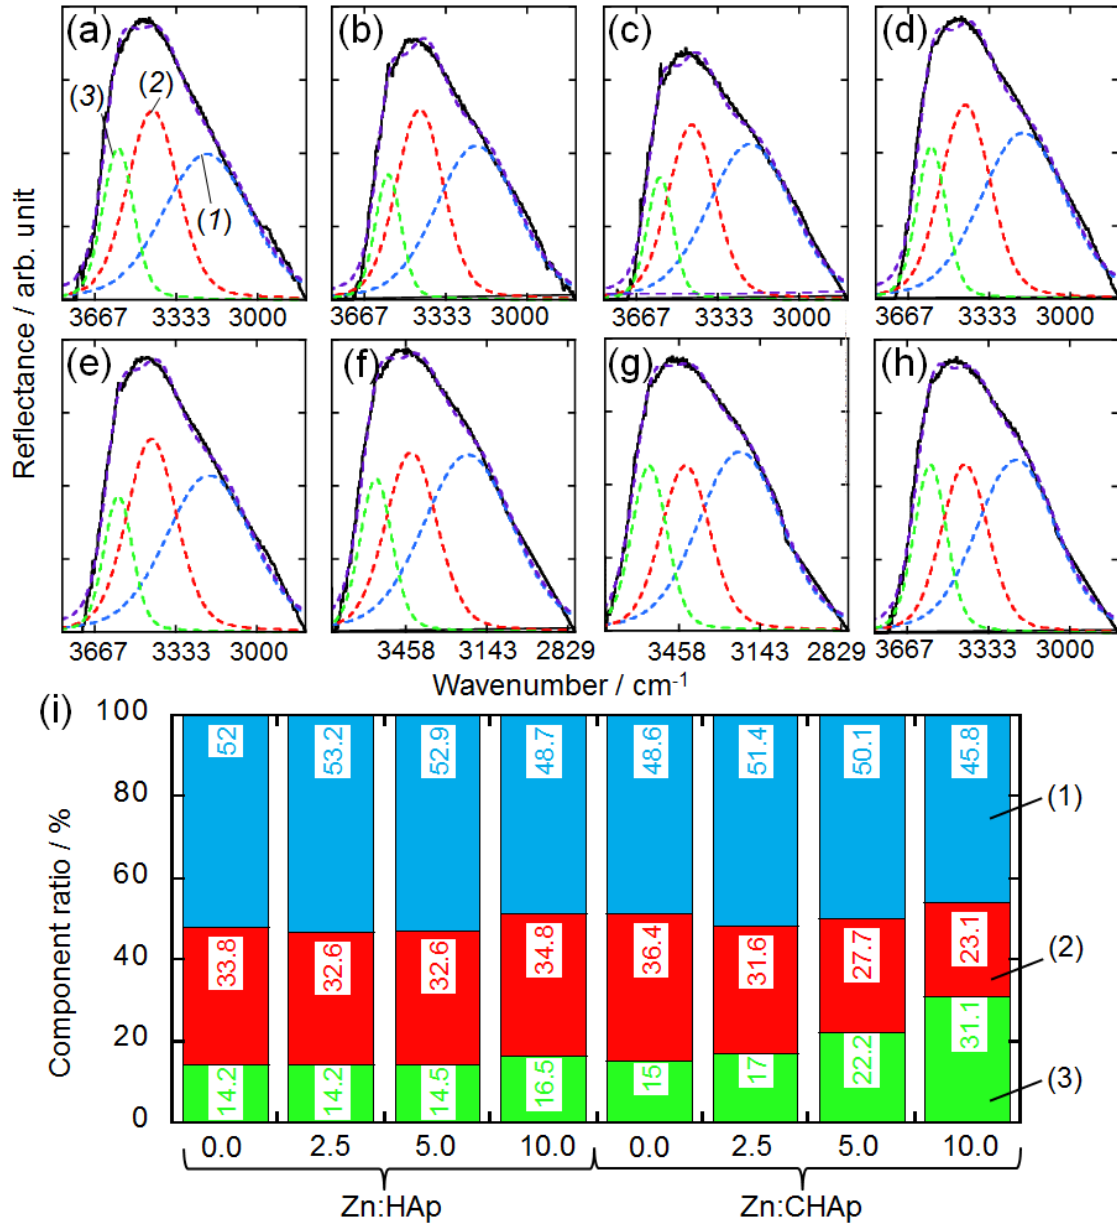 (a)
(b)
(c)
(d)
(3)
(2)
(1)
3667 3333 3000
3667 3333 3000
3667 3333 3000
3667 3333 3000
(e)
(f)
(g)
(h)
3667 3333 3000
3458 3143 2829
3458 3143 2829
3667 3333 3000
Reflectance / arb. unit
Wavenumber / cm-1
(i)
Component ratio / %
100
80
60
40
20
0
52 53.2 52.9 48.7 48.6 51.4 50.1 45.8
33.8 32.6 32.6 34.8 36.4 31.6 27.7 23.1
14.2 14.2 14.5 16.5 15 17 22.2 31.1
(1)
(2)
(3)
0.0 2.5 5.0 10.0 0.0 2.5 5.0 10.0
Zn:HAp Zn:CHAp